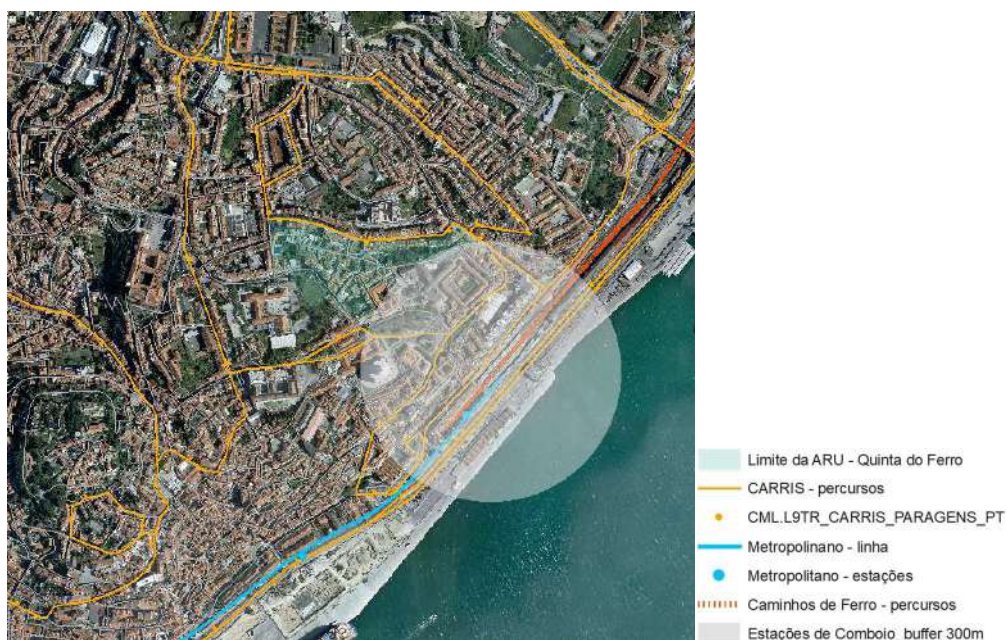 Limite da ARU - Quinta do Ferro
CARRIS - percursos
CML.L9TR_CARRIS_PARAGENS_PT
Metropolinano - linha
Metropolitano - estações
Caminhos de Ferro - percursos
Estações de Comboio_buffer 300m